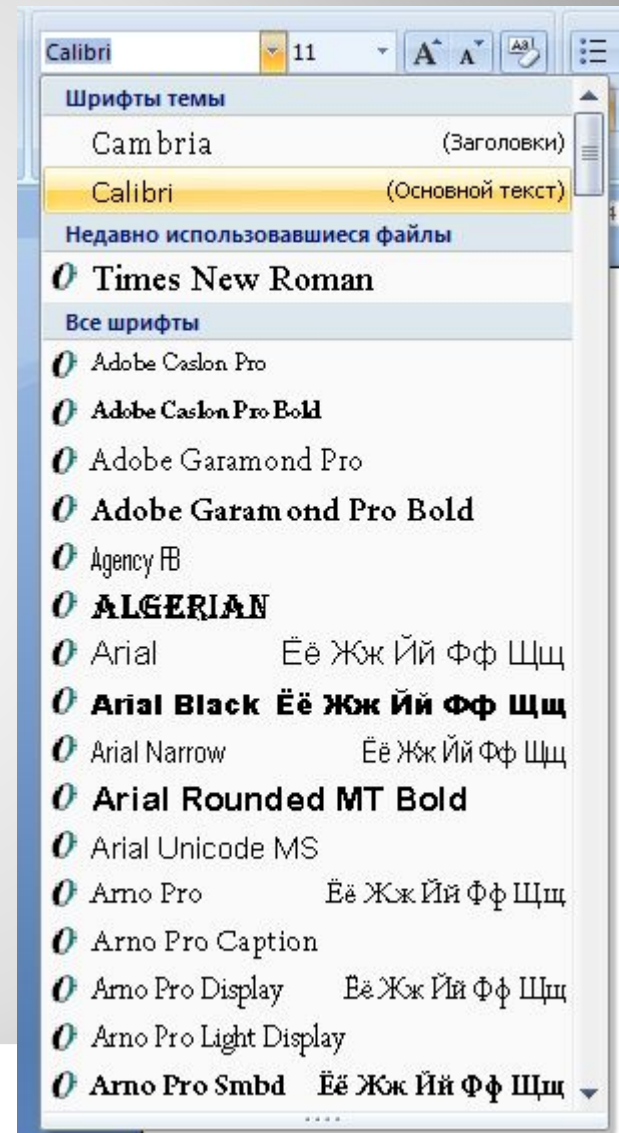 Calibri 11 A A Aa
Шрифты темы
Cambria (Заголовки)
Calibri (Основной текст)
Недавно использовавшиеся файлы
O Times New Roman
Все шрифты
O Adobe Caslon Pro
O Adobe Caslon Pro Bold
O Adobe Garamond Pro
O Adobe Garamond Pro Bold
O Agency FB
O ALGERIAN
O Arial Ёё Жж Йй Фф Щщ
O Arial Black Ёё Жж Йй Фф Щщ
O Arial Narrow Ёё Жж Йй Фф Щщ
O Arial Rounded MT Bold
O Arial Unicode MS
O Arno Pro Ёё Жж Йй Фф Щщ
O Arno Pro Caption
O Arno Pro Display Ёё Жж Йй Фф Щщ
O Arno Pro Light Display
O Arno Pro Smbd Ёё Жж Йй Фф Щщ